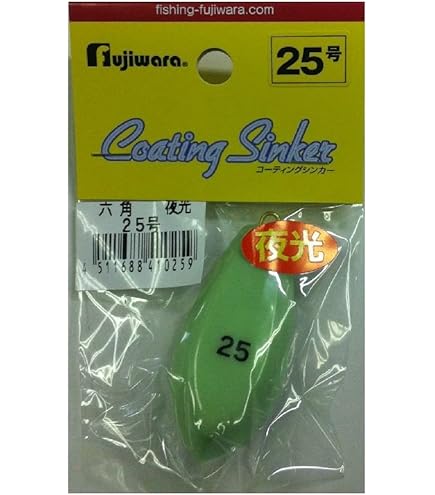 fishing-fujiwara.com
Fujiwara®
25号
Coating Sinker
コーティングシンカー
六角 夜光
25号
4 511688 410259
夜光
25